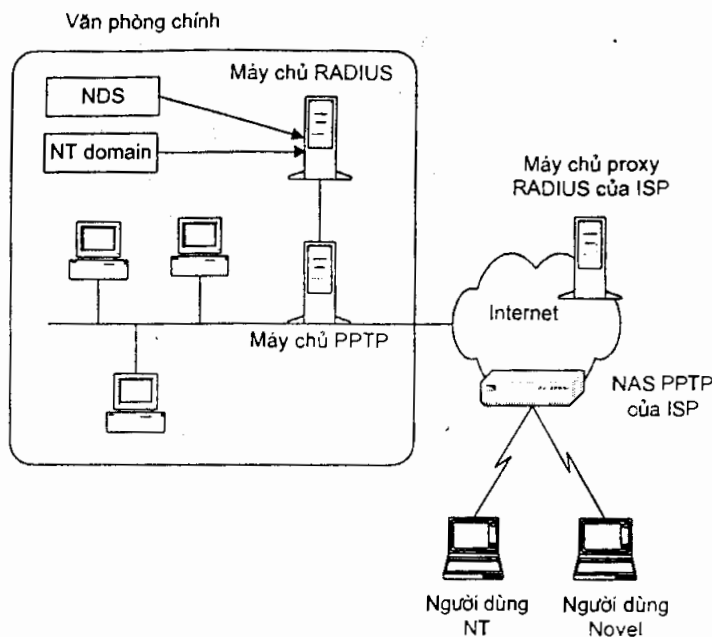 Văn phòng chính
Máy chủ RADIUS
NDS
NT domain
Máy chủ proxy
RADIUS của ISP
Internet
Máy chủ PPTP
NAS PPTP
của ISP
Người dùng
NT
Người dùng
Novel